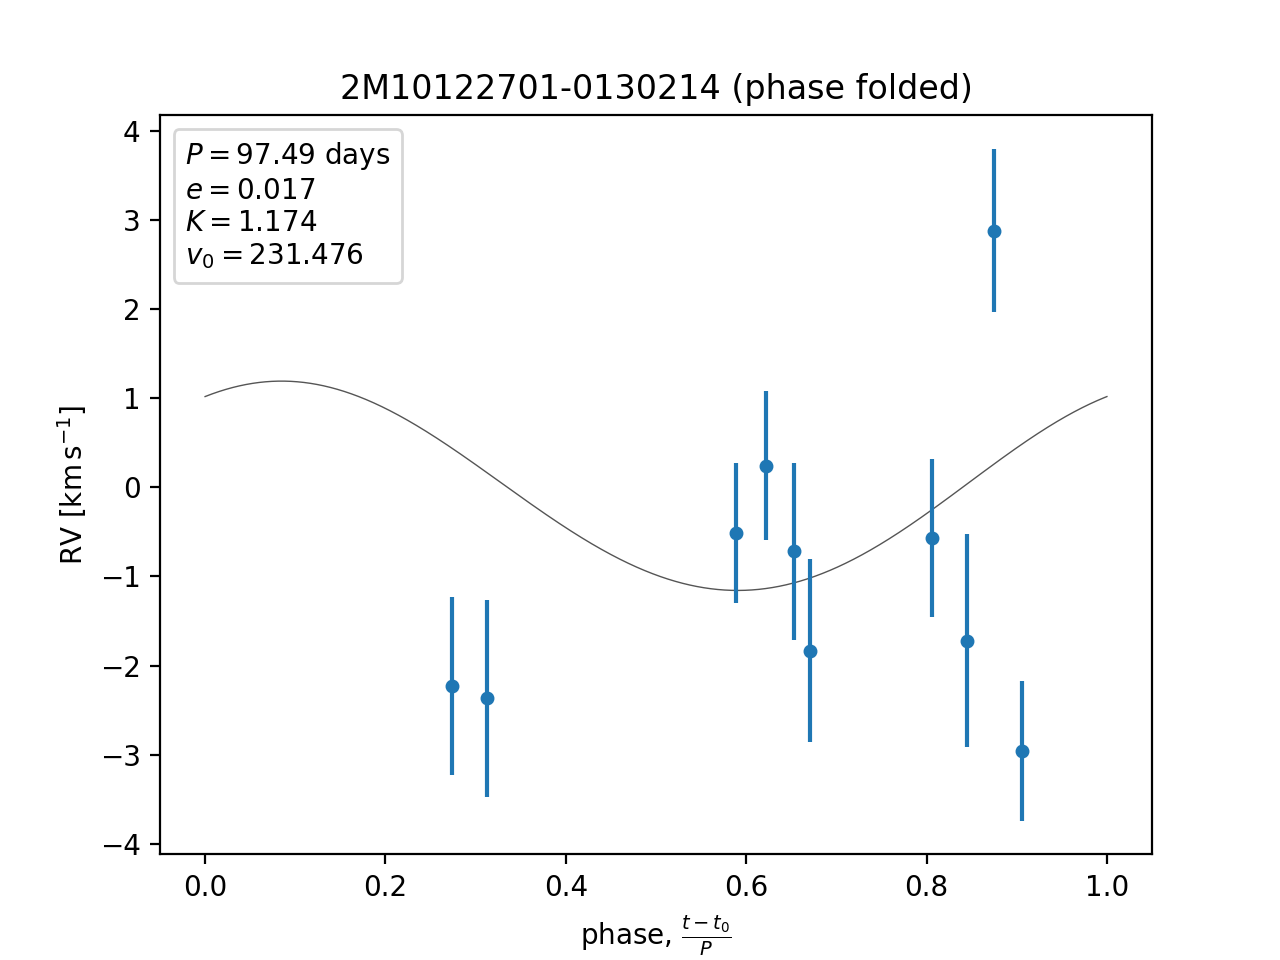 2M10122701-0130214 (phase folded)
P = 97.49 days
e = 0.017
K = 1.174
v₀ = 231.476
4
3
2
1
0
−1
−2
−3
−4
RV [km s⁻¹]
0.0 0.2 0.4 0.6 0.8 1.0
phase, (t − t₀)/P